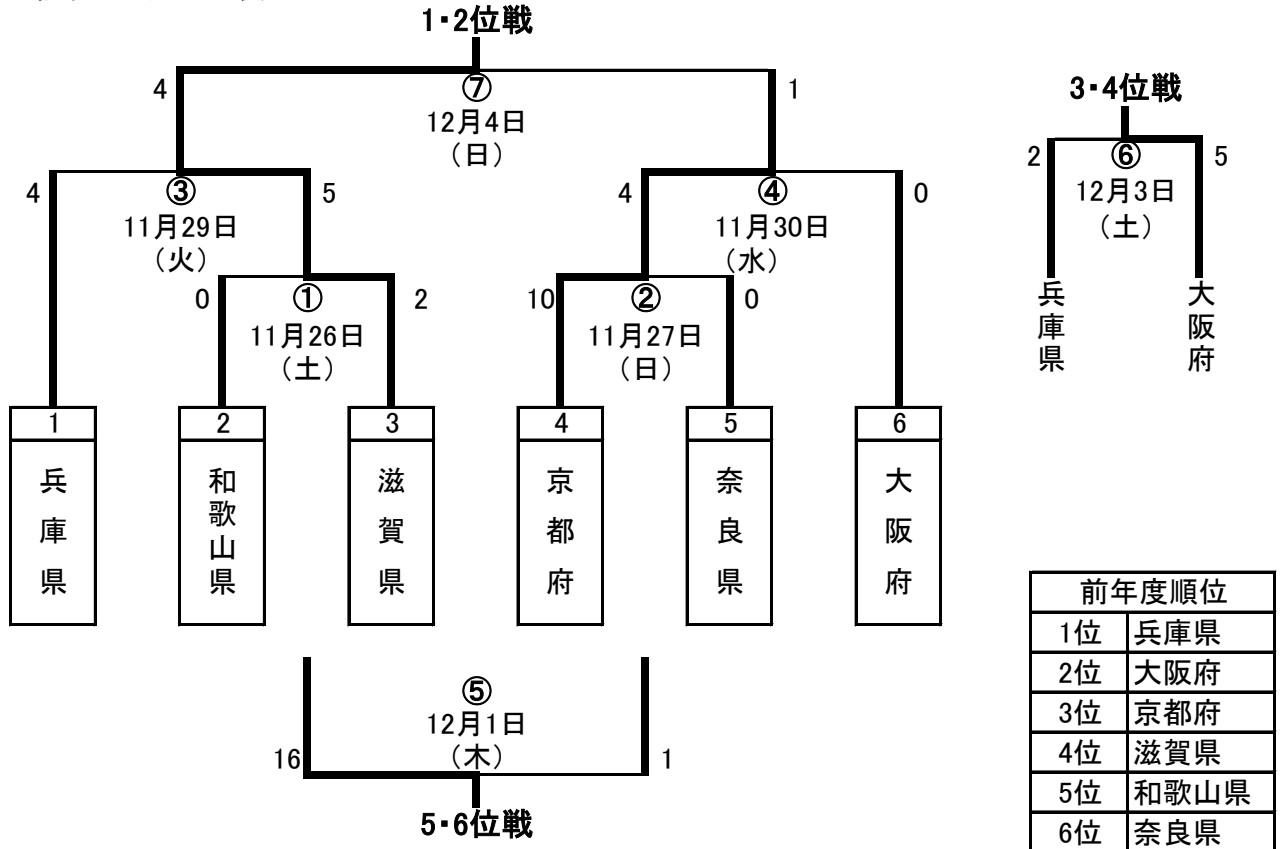 1・2位戦
4
⑦
1
12月4日
（日）
3・4位戦
2
⑥
5
12月3日
（土）
兵庫県
大阪府
4
③
5
11月29日
（火）
4
④
0
11月30日
（水）
0
①
2
11月26日
（土）
10
②
0
11月27日
（日）
1
2
3
4
5
6
兵庫県
和歌山県
滋賀県
京都府
奈良県
大阪府
⑤
12月1日
（木）
16
1
5・6位戦
前年度順位
1位 兵庫県
2位 大阪府
3位 京都府
4位 滋賀県
5位 和歌山県
6位 奈良県